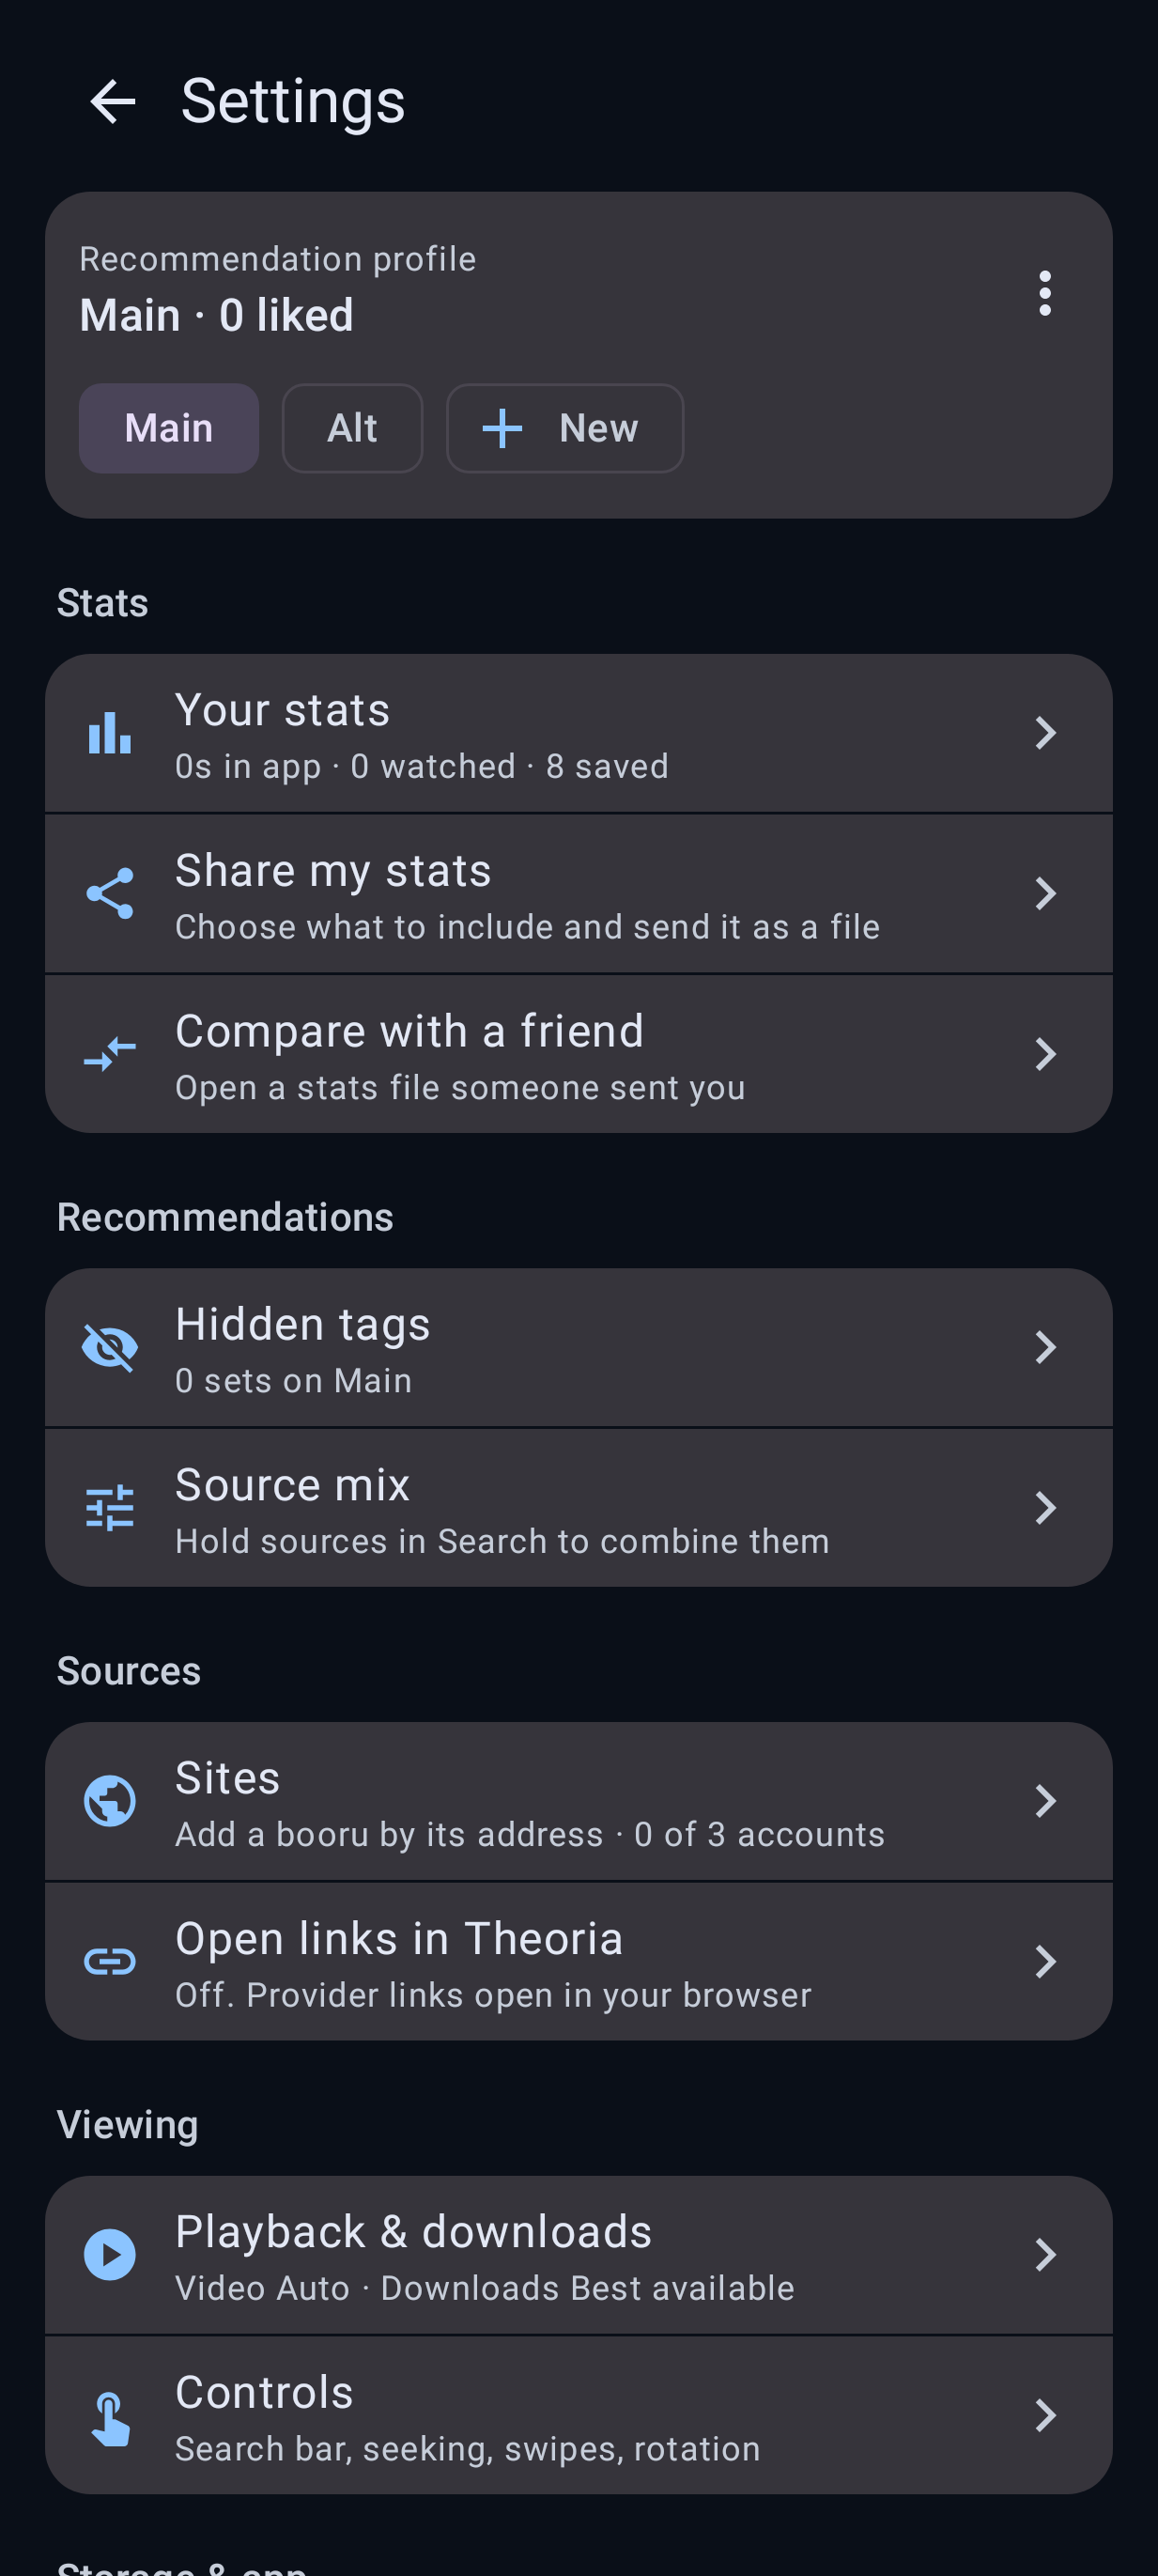 Settings
Recommendation profile
Main · 0 liked
Main
Alt
New
Stats
Your stats
0s in app · 0 watched · 8 saved
Share my stats
Choose what to include and send it as a file
Compare with a friend
Open a stats file someone sent you
Recommendations
Hidden tags
0 sets on Main
Source mix
Hold sources in Search to combine them
Sources
Sites
Add a booru by its address · 0 of 3 accounts
Open links in Theoria
Off. Provider links open in your browser
Viewing
Playback & downloads
Video Auto · Downloads Best available
Controls
Search bar, seeking, swipes, rotation
Storage & app